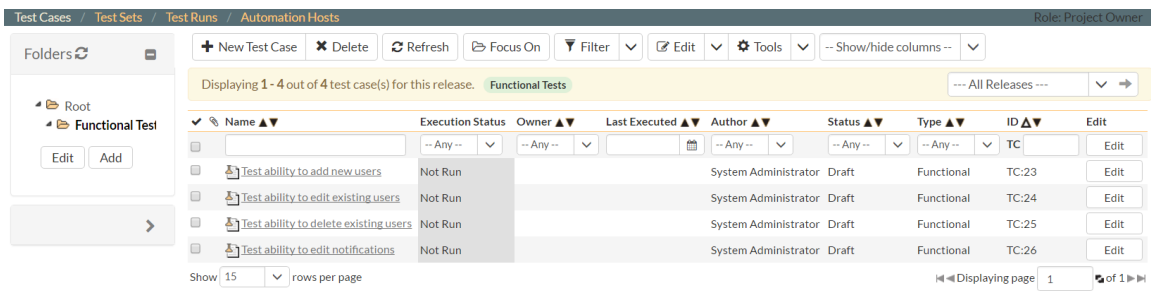 Test Cases / Test Sets / Test Runs / Automation Hosts Role: Project Owner
Folders
New Test Case Delete Refresh Focus On Filter Edit Tools -- Show/hide columns --
Displaying 1 - 4 out of 4 test case(s) for this release. Functional Tests --- All Releases ---
Root
Functional Test
Edit Add
Name Execution Status Owner Last Executed Author Status Type ID Edit
-- Any -- -- Any -- -- Any -- -- Any -- -- Any -- TC Edit
Test ability to add new users Not Run System Administrator Draft Functional TC:23 Edit
Test ability to edit existing users Not Run System Administrator Draft Functional TC:24 Edit
Test ability to delete existing users Not Run System Administrator Draft Functional TC:25 Edit
Test ability to edit notifications Not Run System Administrator Draft Functional TC:26 Edit
Show 15 rows per page Displaying page 1 of 1